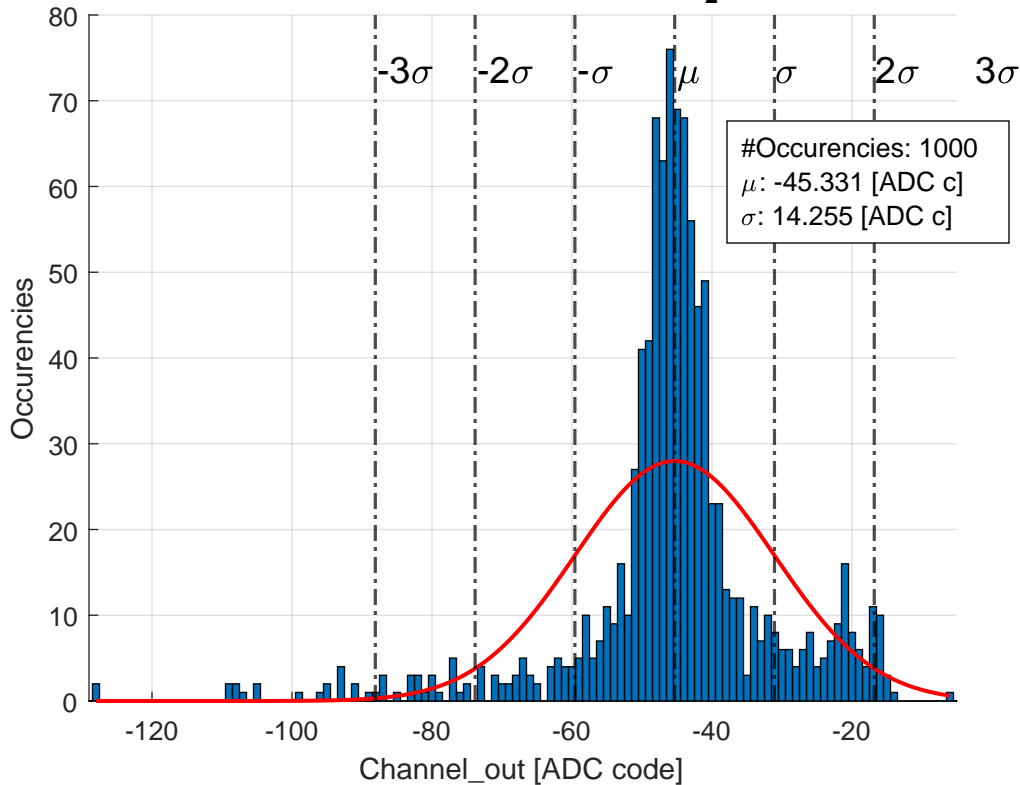 2
80
70
60
50
40
30
20
10
0
-3σ -2σ -σ μ σ 2σ 3σ
#Occurencies: 1000
μ: -45.331 [ADC c]
σ: 14.255 [ADC c]
Occurencies
-120 -100 -80 -60 -40 -20
Channel_out [ADC code]